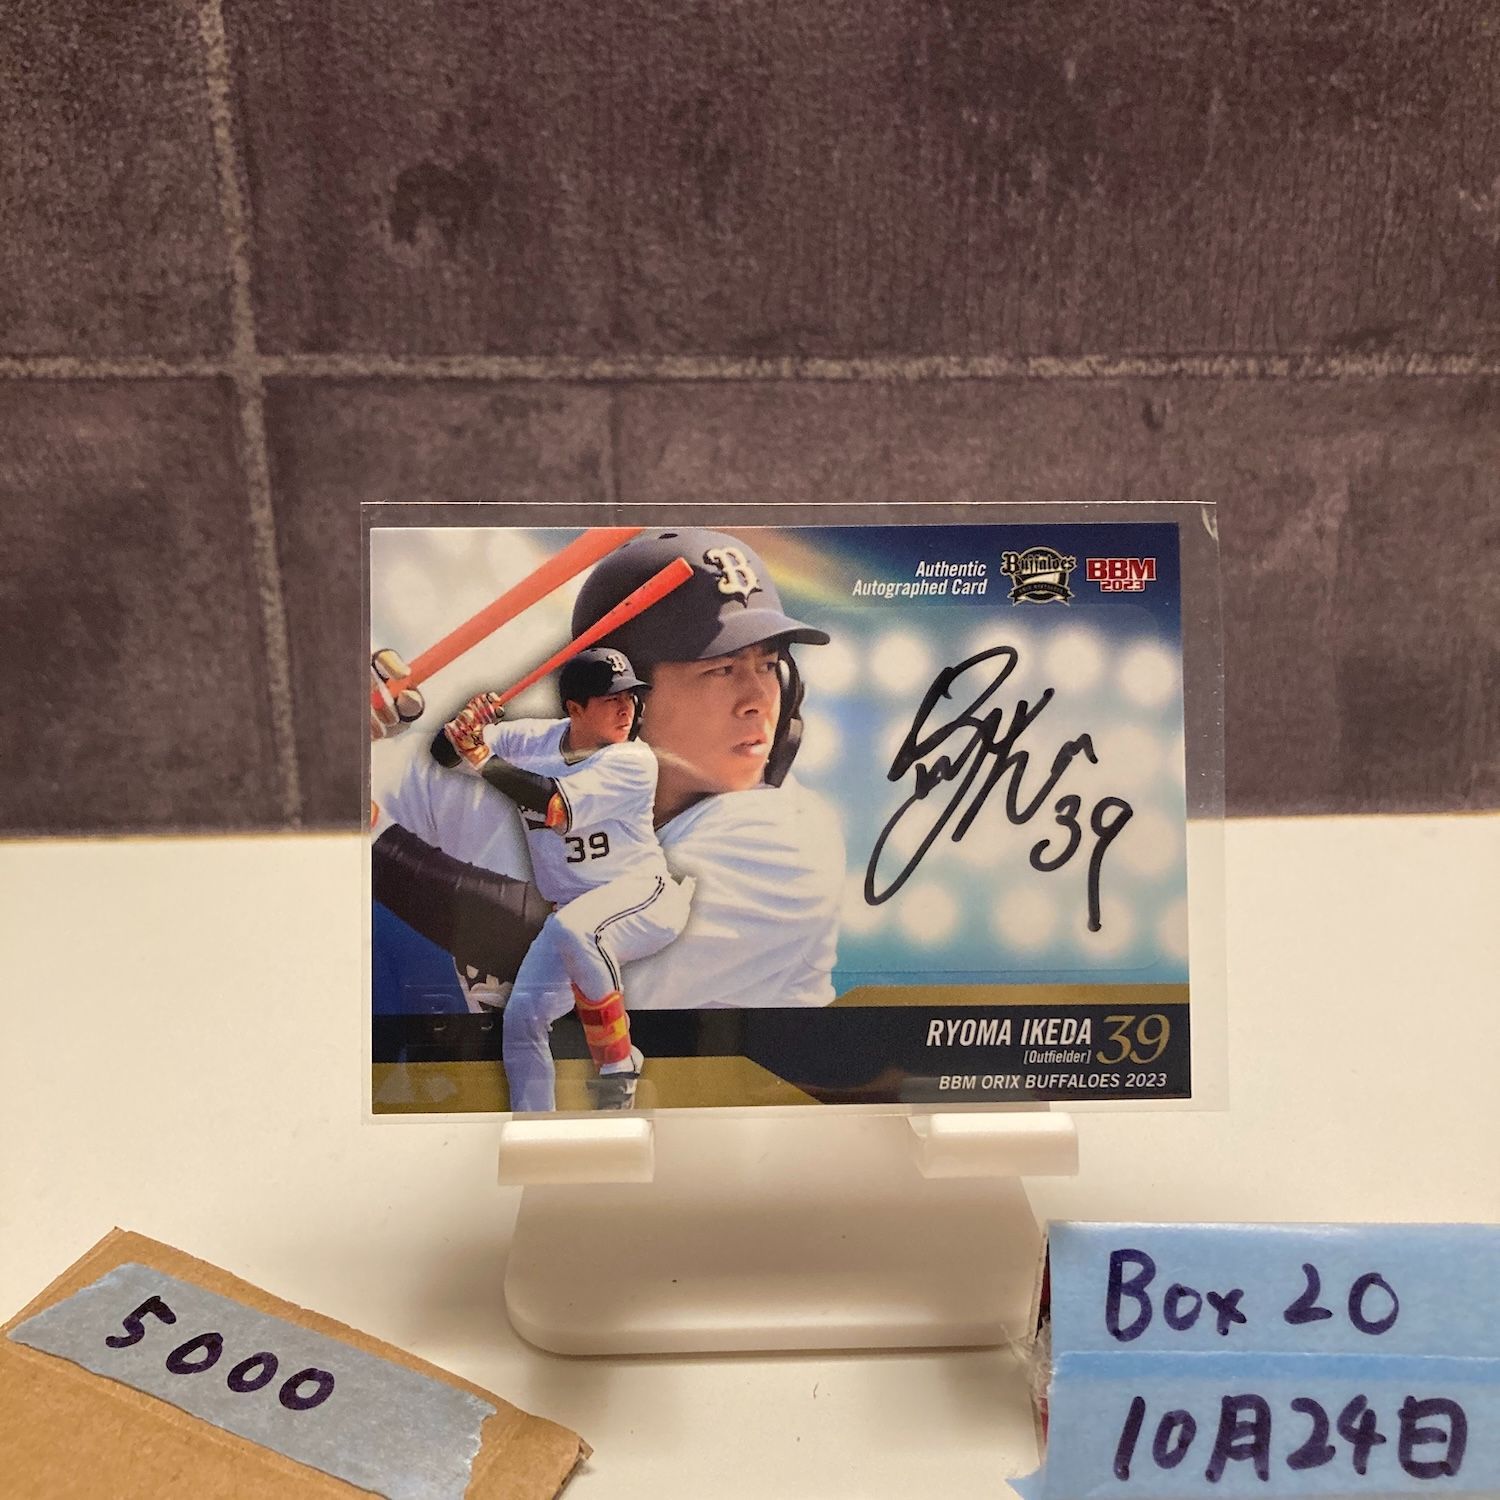 Authentic
Autographed Card
Buffaloes
BBM
2023
B
B
39
39
RYOMA IKEDA 39
[Outfielder]
BBM ORIX BUFFALOES 2023
5000
Box 20
10月24日